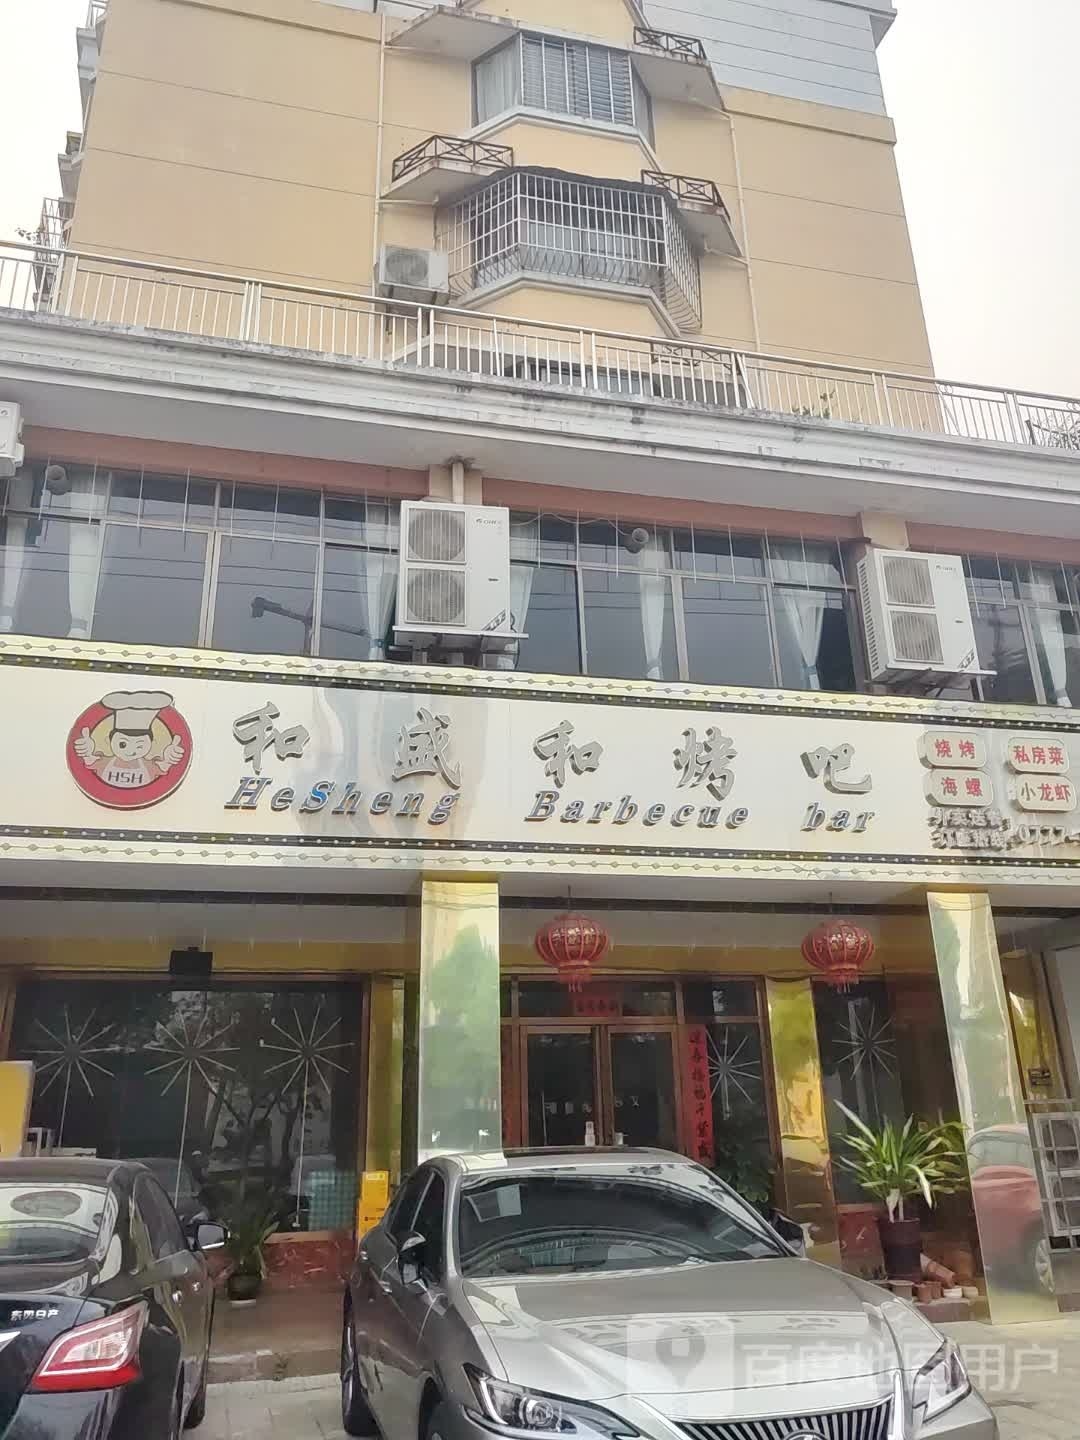 和盛和烤吧
HeSheng Barbecue bar
HSH
烧烤
私房菜
海螺
小龙虾
0777-
东风日产
百度地图用户